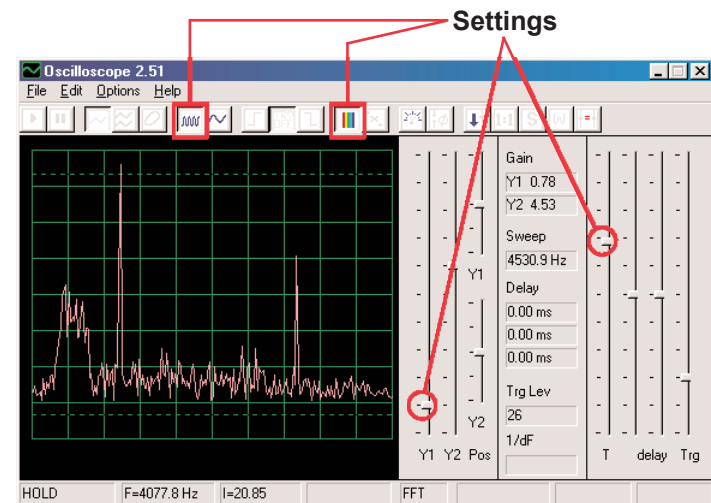 Settings
Oscilloscope 2.51
File Edit Options Help
1:1 S W
Gain
Y1 0.78
Y2 4.53
Sweep
4530.9 Hz
Y1
Delay
0.00 ms
0.00 ms
0.00 ms
Trg Lev
26
Y2
1/dF
Y1 Y2 Pos
T delay Trg
HOLD F=4077.8 Hz I=20.85 FFT